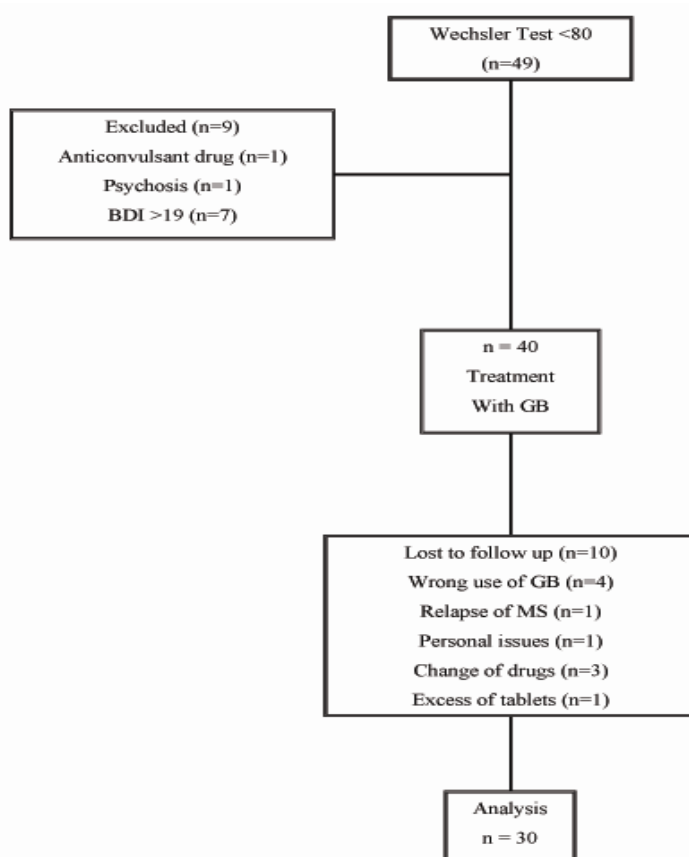 Wechsler Test <80
(n=49)
Excluded (n=9)
Anticonvulsant drug (n=1)
Psychosis (n=1)
BDI >19 (n=7)
n = 40
Treatment
With GB
Lost to follow up (n=10)
Wrong use of GB (n=4)
Relapse of MS (n=1)
Personal issues (n=1)
Change of drugs (n=3)
Excess of tablets (n=1)
Analysis
n = 30